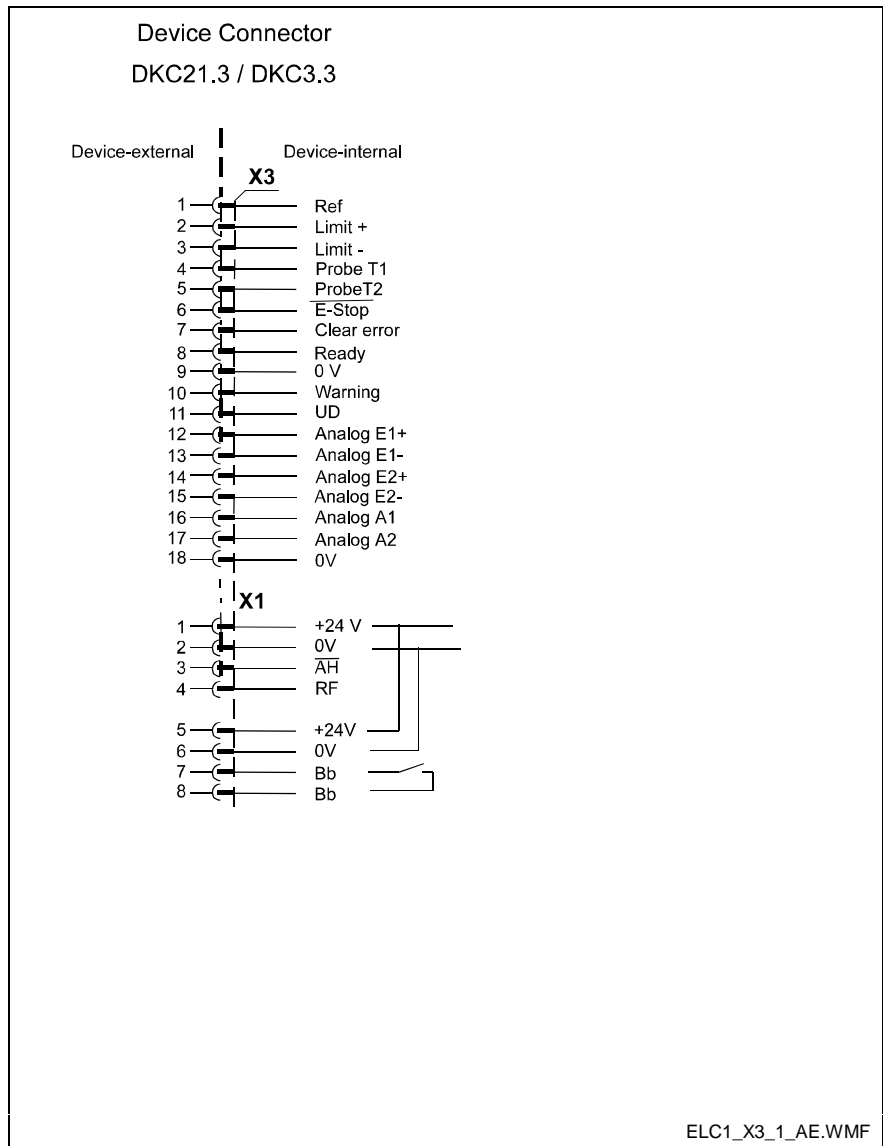 Device Connector
DKC21.3 / DKC3.3
Device-external Device-internal
X3
1 Ref
2 Limit +
3 Limit -
4 Probe T1
5 ProbeT2
6 E-Stop
7 Clear error
8 Ready
9 0 V
10 Warning
11 UD
12 Analog E1+
13 Analog E1-
14 Analog E2+
15 Analog E2-
16 Analog A1
17 Analog A2
18 0V
X1
1 +24 V
2 0V
3 AH
4 RF
5 +24V
6 0V
7 Bb
8 Bb
ELC1_X3_1_AE.WMF